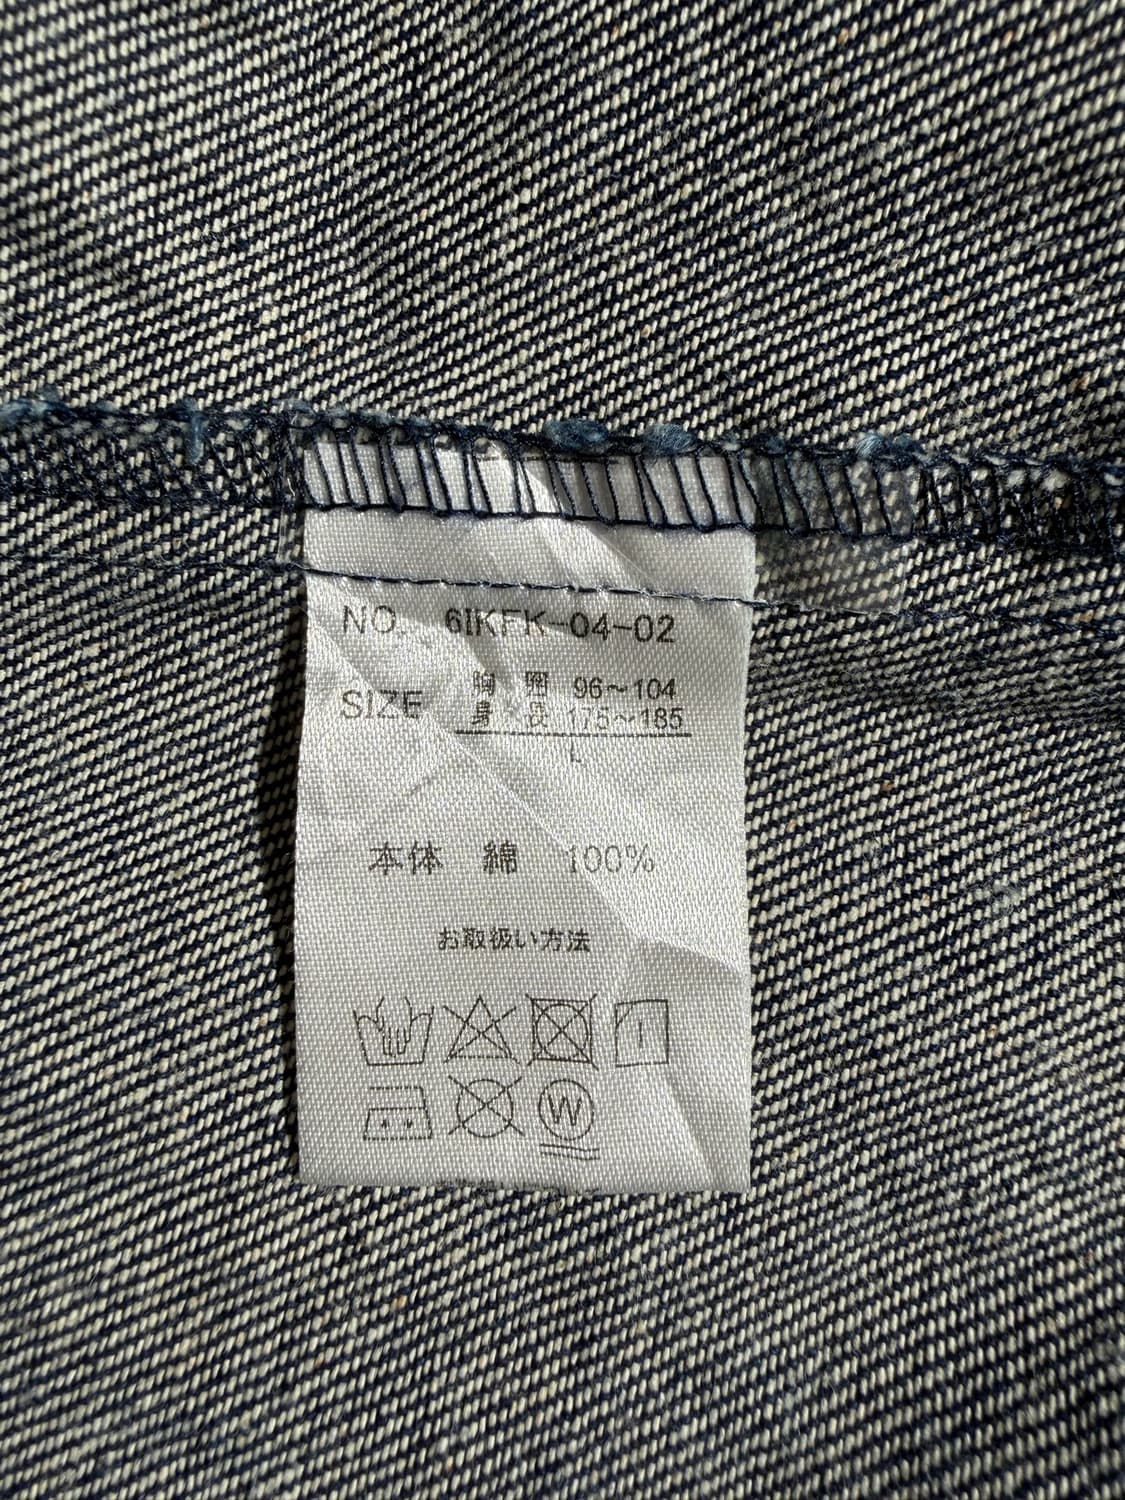 NO. 6IKFK-04-02
SIZE 胸 囲 96～104
身 長 175～185
L
本体 綿 100%
お取扱い方法
W